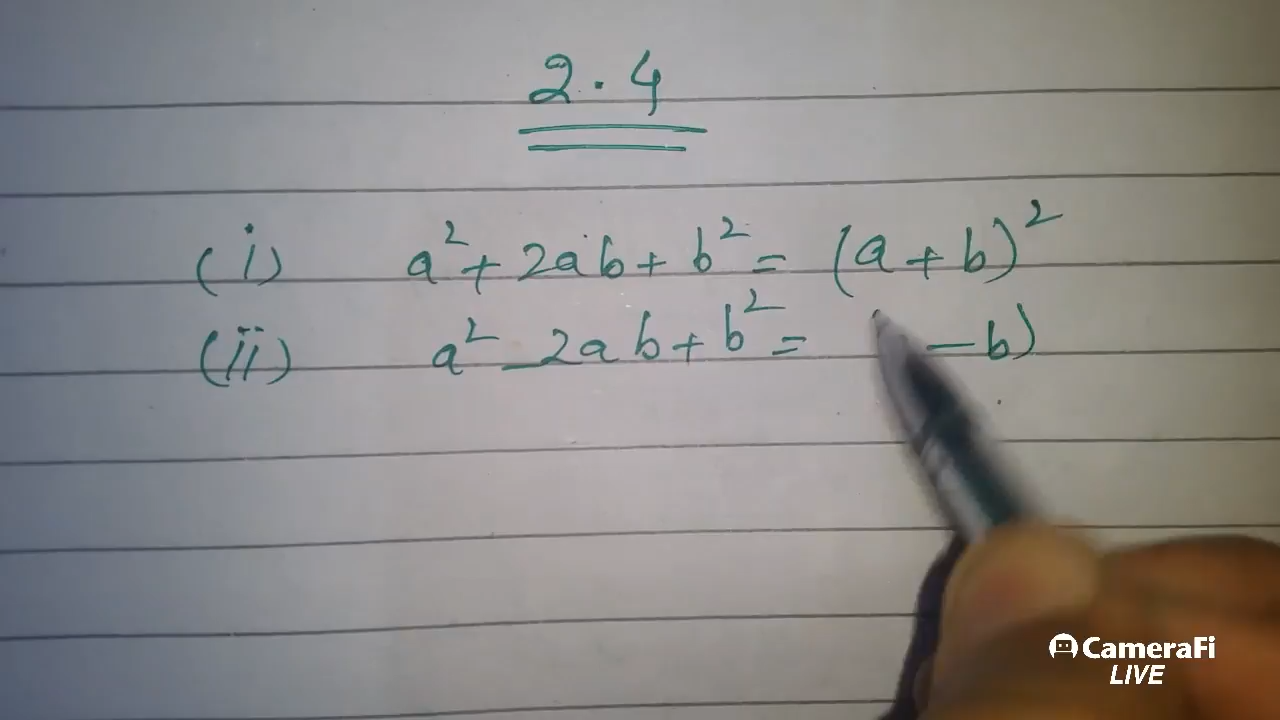 2.4
(i) a² + 2ab + b² = (a + b)²
(ii) a² - 2ab + b² = - b)
CameraFi
LIVE